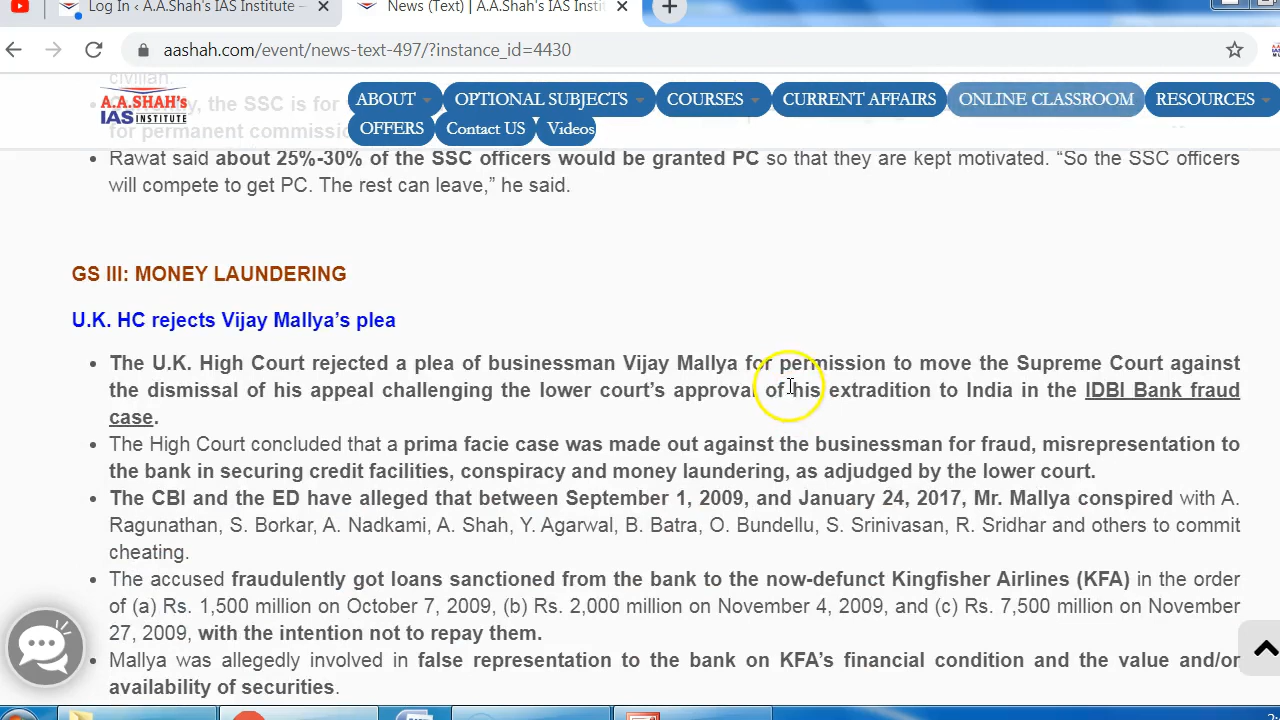 Log In ‹ A.A.Shah's IAS Institute –
News (Text) | A.A.Shah's IAS Insti
aashah.com/event/news-text-497/?instance_id=4430
civilian.
A.A.SHAH's
IAS INSTITUTE
ABOUT
OPTIONAL SUBJECTS
COURSES
CURRENT AFFAIRS
ONLINE CLASSROOM
RESOURCES
OFFERS
Contact US
Videos
the SSC is for
for permanent commiss
• Rawat said about 25%-30% of the SSC officers would be granted PC so that they are kept motivated. “So the SSC officers
will compete to get PC. The rest can leave,” he said.
GS III: MONEY LAUNDERING
U.K. HC rejects Vijay Mallya’s plea
• The U.K. High Court rejected a plea of businessman Vijay Mallya for permission to move the Supreme Court against
the dismissal of his appeal challenging the lower court’s approval of his extradition to India in the IDBI Bank fraud
case.
• The High Court concluded that a prima facie case was made out against the businessman for fraud, misrepresentation to
the bank in securing credit facilities, conspiracy and money laundering, as adjudged by the lower court.
• The CBI and the ED have alleged that between September 1, 2009, and January 24, 2017, Mr. Mallya conspired with A.
Ragunathan, S. Borkar, A. Nadkami, A. Shah, Y. Agarwal, B. Batra, O. Bundellu, S. Srinivasan, R. Sridhar and others to commit
cheating.
• The accused fraudulently got loans sanctioned from the bank to the now-defunct Kingfisher Airlines (KFA) in the order
of (a) Rs. 1,500 million on October 7, 2009, (b) Rs. 2,000 million on November 4, 2009, and (c) Rs. 7,500 million on November
27, 2009, with the intention not to repay them.
• Mallya was allegedly involved in false representation to the bank on KFA’s financial condition and the value and/or
availability of securities.